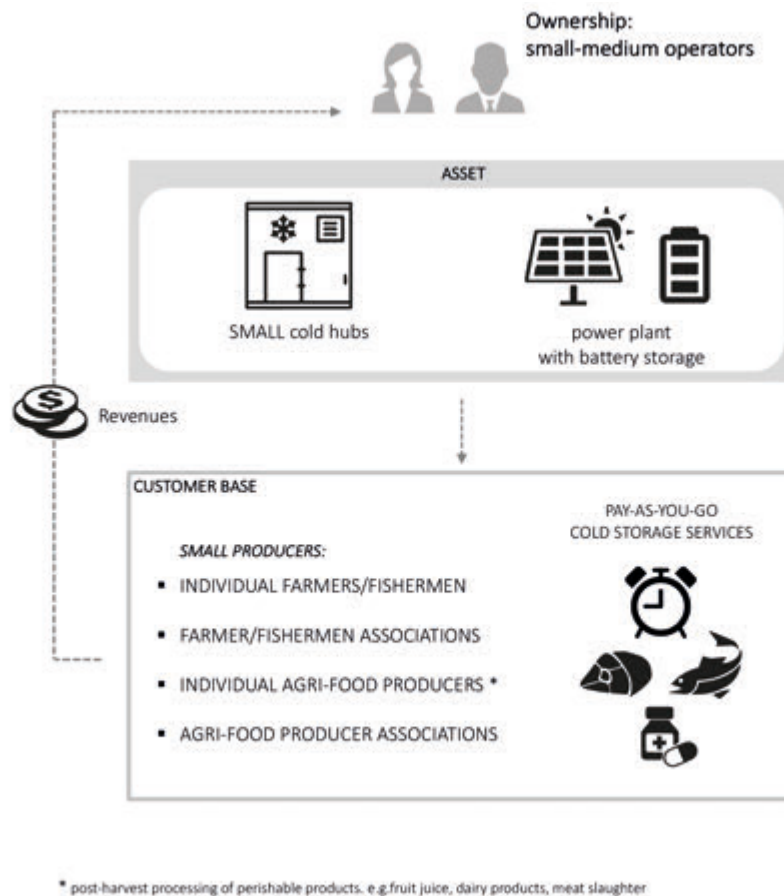 Ownership:
small-medium operators
ASSET
SMALL cold hubs
power plant
with battery storage
$
Revenues
CUSTOMER BASE
PAY-AS-YOU-GO
COLD STORAGE SERVICES
SMALL PRODUCERS:
▪ INDIVIDUAL FARMERS/FISHERMEN
▪ FARMER/FISHERMEN ASSOCIATIONS
▪ INDIVIDUAL AGRI-FOOD PRODUCERS *
▪ AGRI-FOOD PRODUCER ASSOCIATIONS
* post-harvest processing of perishable products. e.g.fruit juice, dairy products, meat slaughter